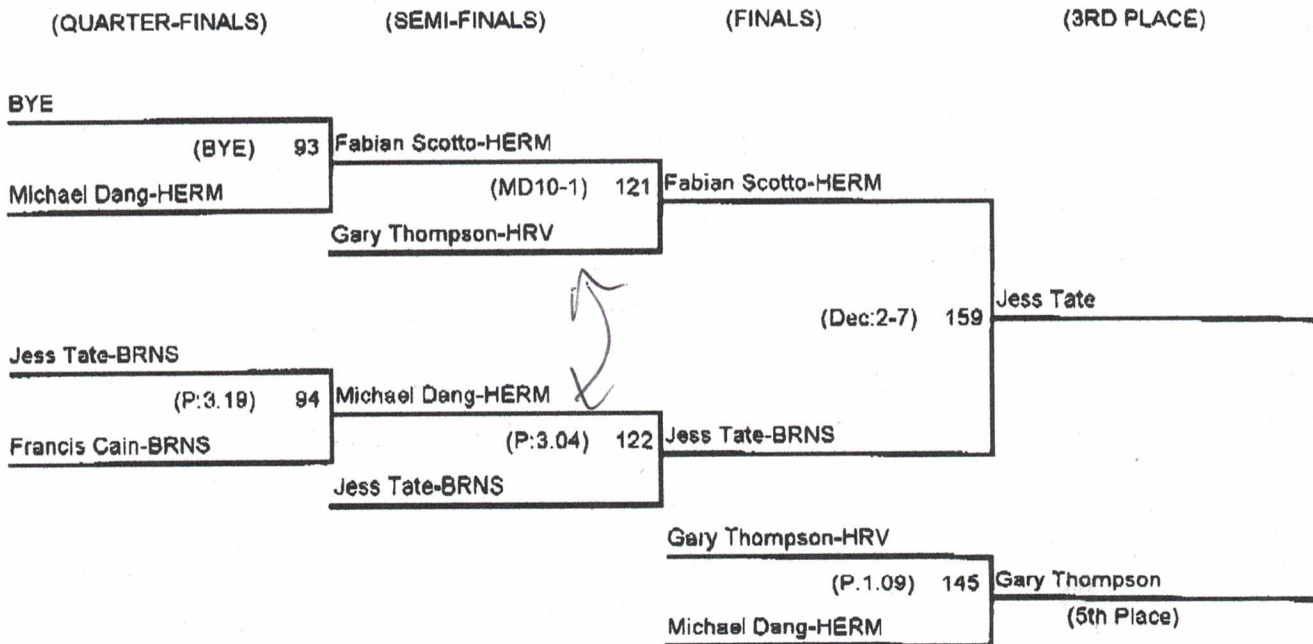 (QUARTER-FINALS) (SEMI-FINALS) (FINALS) (3RD PLACE)
BYE
(BYE) 93
Michael Dang-HERM
Jess Tate-BRNS
(P:3.19) 94
Francis Cain-BRNS
Fabian Scotto-HERM
(MD10-1) 121
Gary Thompson-HRV
Michael Dang-HERM
(P:3.04) 122
Jess Tate-BRNS
Fabian Scotto-HERM
(Dec:2-7) 159
Jess Tate-BRNS
Gary Thompson-HRV
(P.1.09) 145
Michael Dang-HERM
Jess Tate
Gary Thompson
(5th Place)